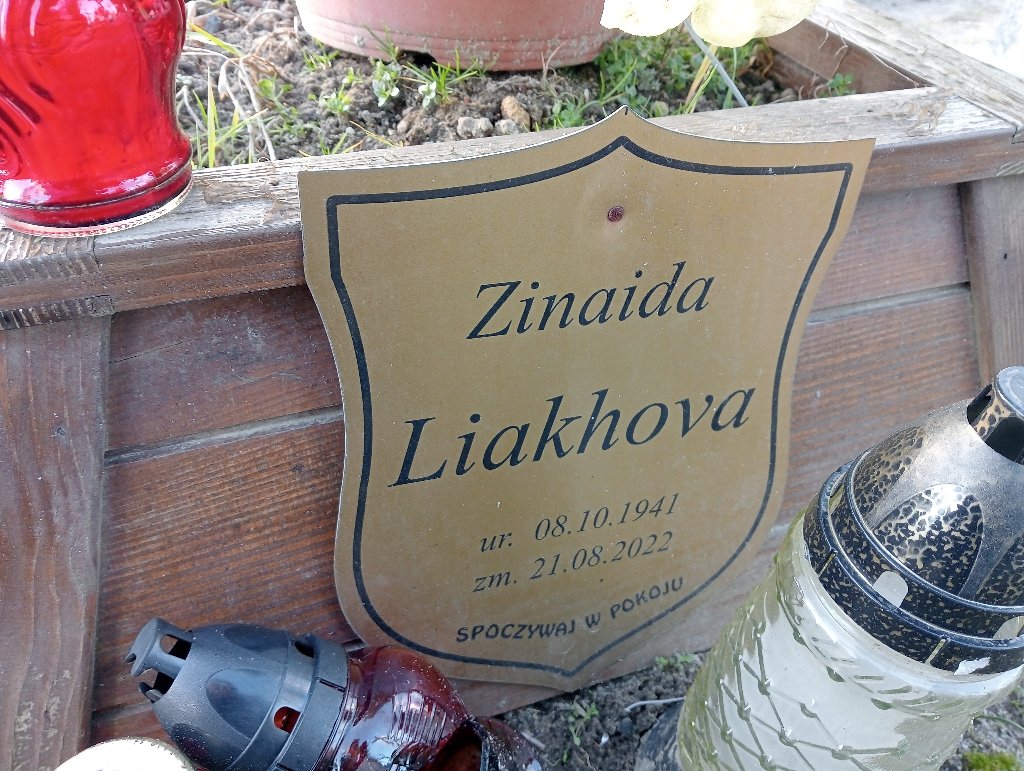 Zinaida
Liakhova
ur. 08.10.1941
zm. 21.08.2022
SPOCZYWAJ W POKOJU